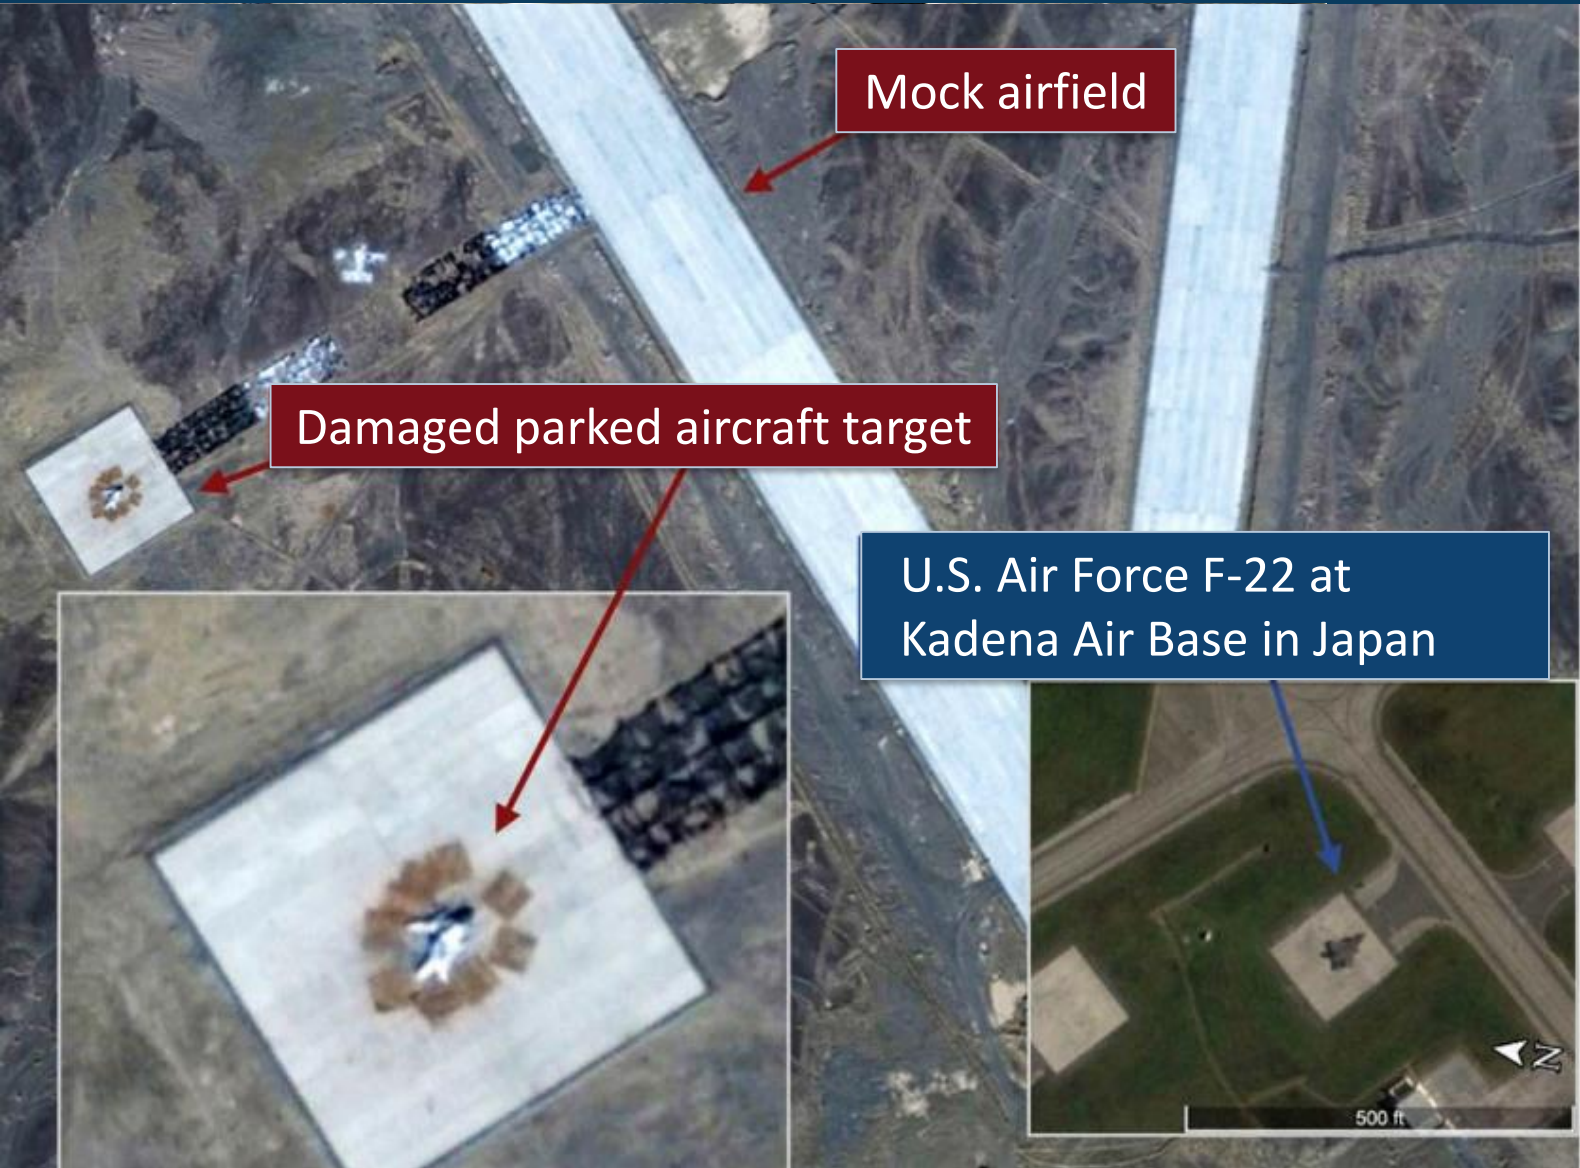 Mock airfield
Damaged parked aircraft target
U.S. Air Force F-22 at
Kadena Air Base in Japan
N
500 ft